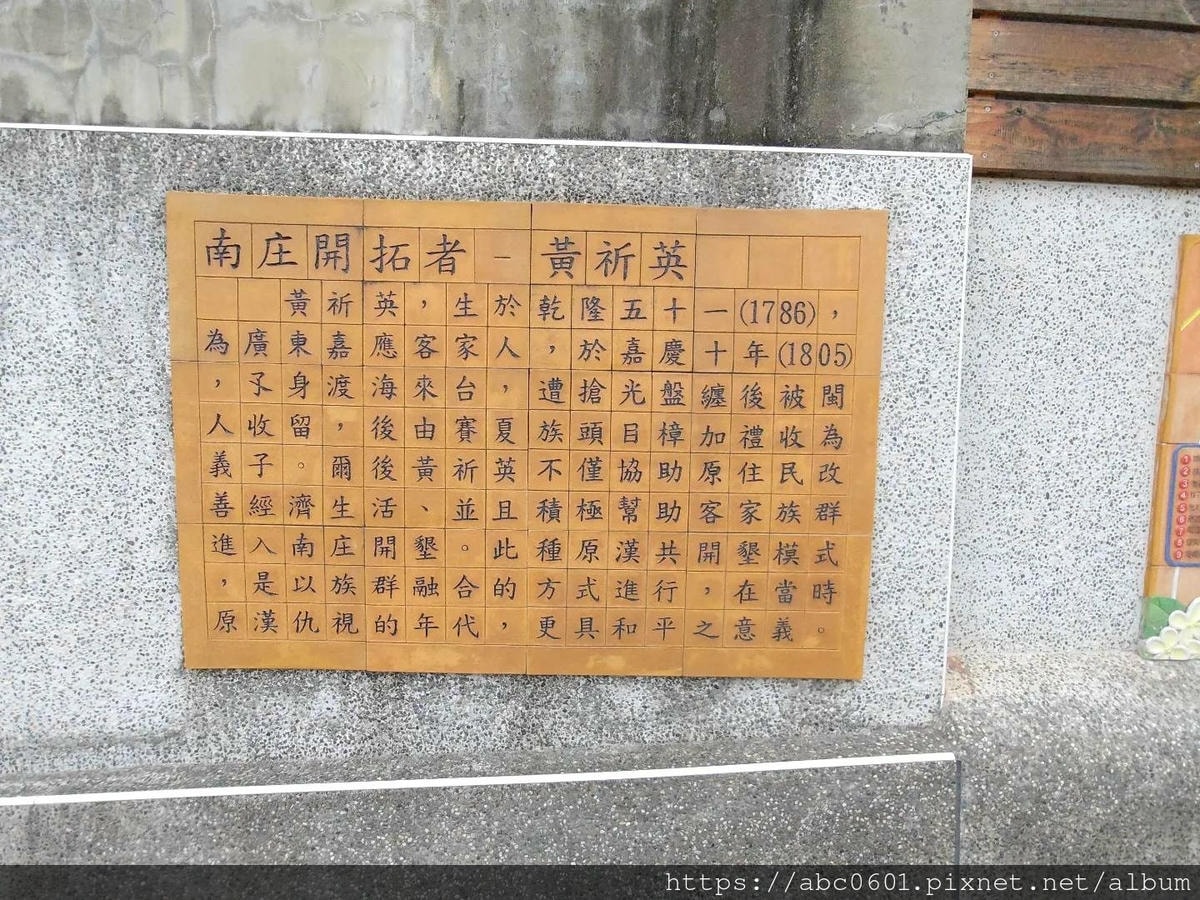 南庄開拓者–黃祈英
黃祈英，生於乾隆五十一(1786)，
為廣東嘉應客家人，於嘉慶十年(1805)
，孓身渡海來台，遭搶光盤纏後被閩
人收留，後由賽夏族頭目樟加禮收為
義子。爾後黃祈英不僅協助原住民改
善經濟生活、並且積極幫助客家族群
進入南庄開墾。此種原漢共開墾模式
，是以族群融合的方式進行，在當時
原漢仇視的年代，更具和平之意義。
https://abc0601.pixnet.net/album